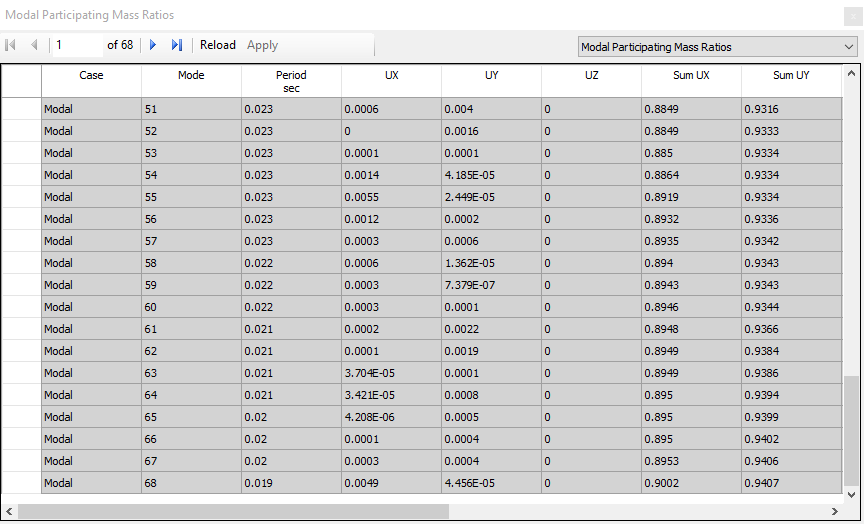 Modal Participating Mass Ratios
1 of 68 Reload Apply Modal Participating Mass Ratios
Case Mode Period UX UY UZ Sum UX Sum UY
sec
Modal 51 0.023 0.0006 0.004 0 0.8849 0.9316
Modal 52 0.023 0 0.0016 0 0.8849 0.9333
Modal 53 0.023 0.0001 0.0001 0 0.885 0.9334
Modal 54 0.023 0.0014 4.185E-05 0 0.8864 0.9334
Modal 55 0.023 0.0055 2.449E-05 0 0.8919 0.9334
Modal 56 0.023 0.0012 0.0002 0 0.8932 0.9336
Modal 57 0.023 0.0003 0.0006 0 0.8935 0.9342
Modal 58 0.022 0.0006 1.362E-05 0 0.894 0.9343
Modal 59 0.022 0.0003 7.379E-07 0 0.8943 0.9343
Modal 60 0.022 0.0003 0.0001 0 0.8946 0.9344
Modal 61 0.021 0.0002 0.0022 0 0.8948 0.9366
Modal 62 0.021 0.0001 0.0019 0 0.8949 0.9384
Modal 63 0.021 3.704E-05 0.0001 0 0.8949 0.9386
Modal 64 0.021 3.421E-05 0.0008 0 0.895 0.9394
Modal 65 0.02 4.208E-06 0.0005 0 0.895 0.9399
Modal 66 0.02 0.0001 0.0004 0 0.895 0.9402
Modal 67 0.02 0.0003 0.0004 0 0.8953 0.9406
Modal 68 0.019 0.0049 4.456E-05 0 0.9002 0.9407